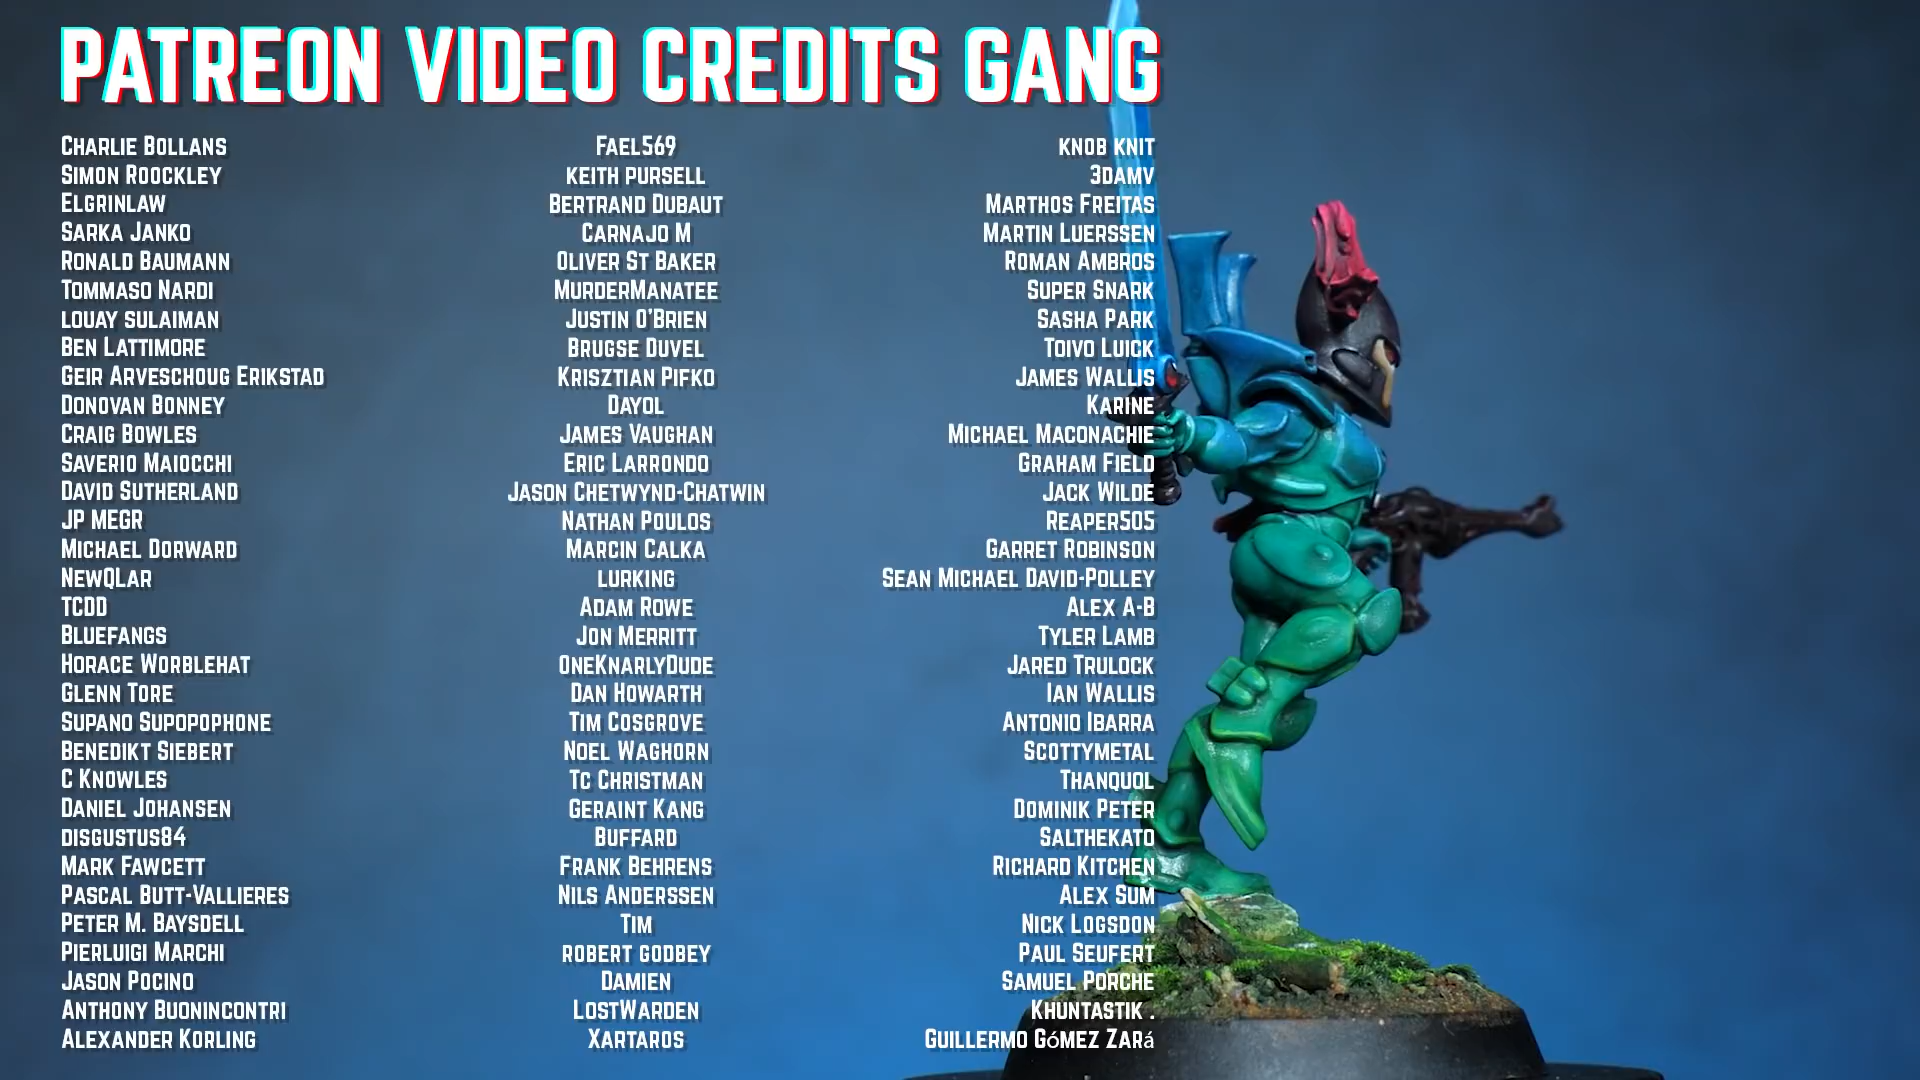 PATREON VIDEO CREDITS GANG
Charlie Bollans
Simon Roockley
Elgrinlaw
Sarka Janko
Ronald Baumann
Tommaso Nardi
louay sulaiman
Ben Lattimore
Geir Arveschoug Erikstad
Donovan Bonney
Craig Bowles
Saverio Maiocchi
David Sutherland
JP MEGR
Michael Dorward
NewQLar
TCDD
Bluefangs
Horace Worblehat
Glenn Tore
Supano Supopophone
Benedikt Siebert
C Knowles
Daniel Johansen
disgustus84
Mark Fawcett
Pascal Butt-Vallieres
Peter M. Baysdell
Pierluigi Marchi
Jason Pocino
Anthony Buonincontri
Alexander Korling
Fael569
keith pursell
Bertrand Dubaut
Carnajo M
Oliver St Baker
MurderManatee
Justin O'Brien
Brugse Duvel
Krisztian Pifko
Dayol
James Vaughan
Eric Larrondo
Jason Chetwynd-Chatwin
Nathan Poulos
Marcin Calka
lurking
Adam Rowe
Jon Merritt
OneKnarlyDude
Dan Howarth
Tim Cosgrove
Noel Waghorn
Tc Christman
Geraint Kang
Buffard
Frank Behrens
Nils Anderssen
Tim
robert godbey
Damien
LostWarden
Xartaros
knob knit
3damv
Marthos Freitas
Martin Luerssen
Roman Ambros
Super Snark
Sasha Park
Toivo Luick
James Wallis
Karine
Michael Maconachie
Graham Field
Jack Wilde
Reaper505
Garret Robinson
Sean Michael David-Polley
Alex A-B
Tyler Lamb
Jared Trulock
Ian Wallis
Antonio Ibarra
Scottymetal
Thanquol
Dominik Peter
Salthekato
Richard Kitchen
Alex Sum
Nick Logsdon
Paul Seufert
Samuel Porche
Khuntastik .
Guillermo Gómez Zará